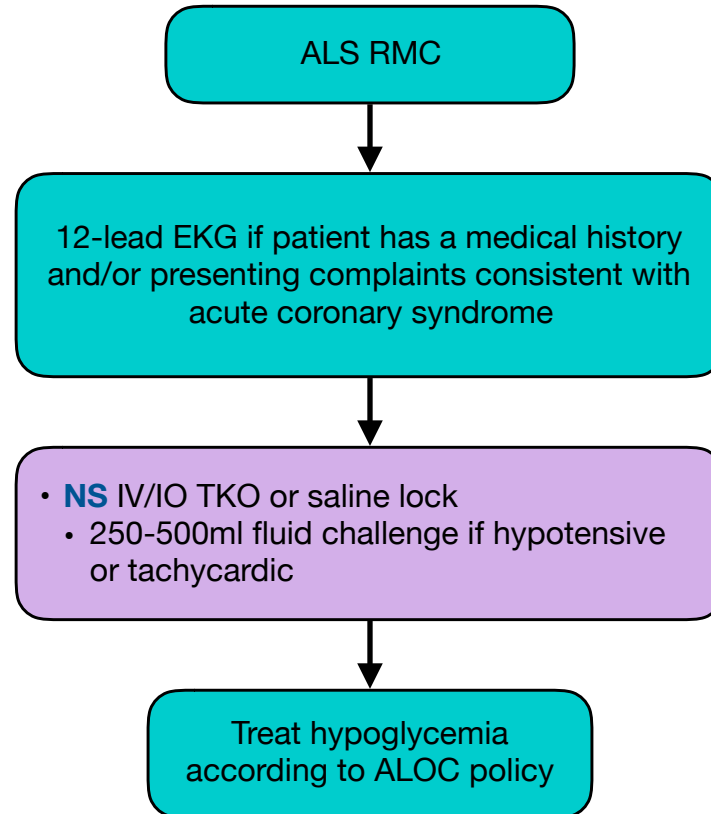 ALS RMC
12-lead EKG if patient has a medical history
and/or presenting complaints consistent with
acute coronary syndrome
• NS IV/IO TKO or saline lock
• 250-500ml fluid challenge if hypotensive
or tachycardic
Treat hypoglycemia
according to ALOC policy